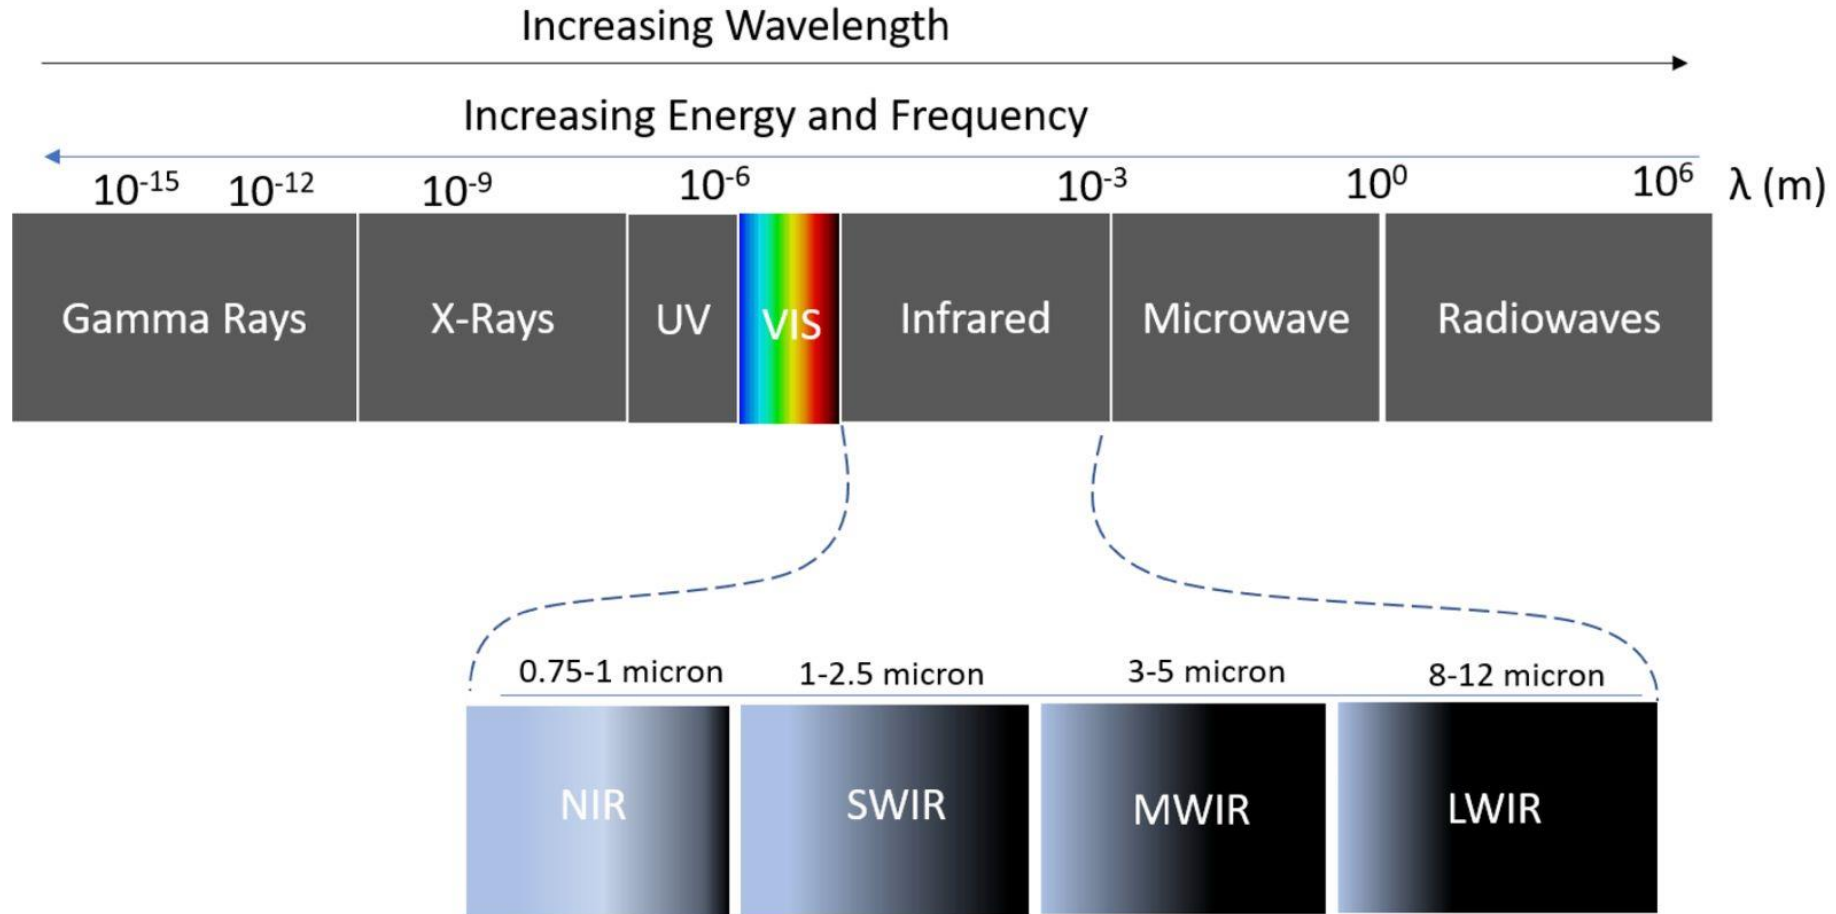 Increasing Wavelength
Increasing Energy and Frequency
10⁻¹⁵ 10⁻¹² 10⁻⁹ 10⁻⁶ 10⁻³ 10⁰ 10⁶ λ (m)
Gamma Rays X-Rays UV VIS Infrared Microwave Radiowaves
0.75-1 micron 1-2.5 micron 3-5 micron 8-12 micron
NIR SWIR MWIR LWIR